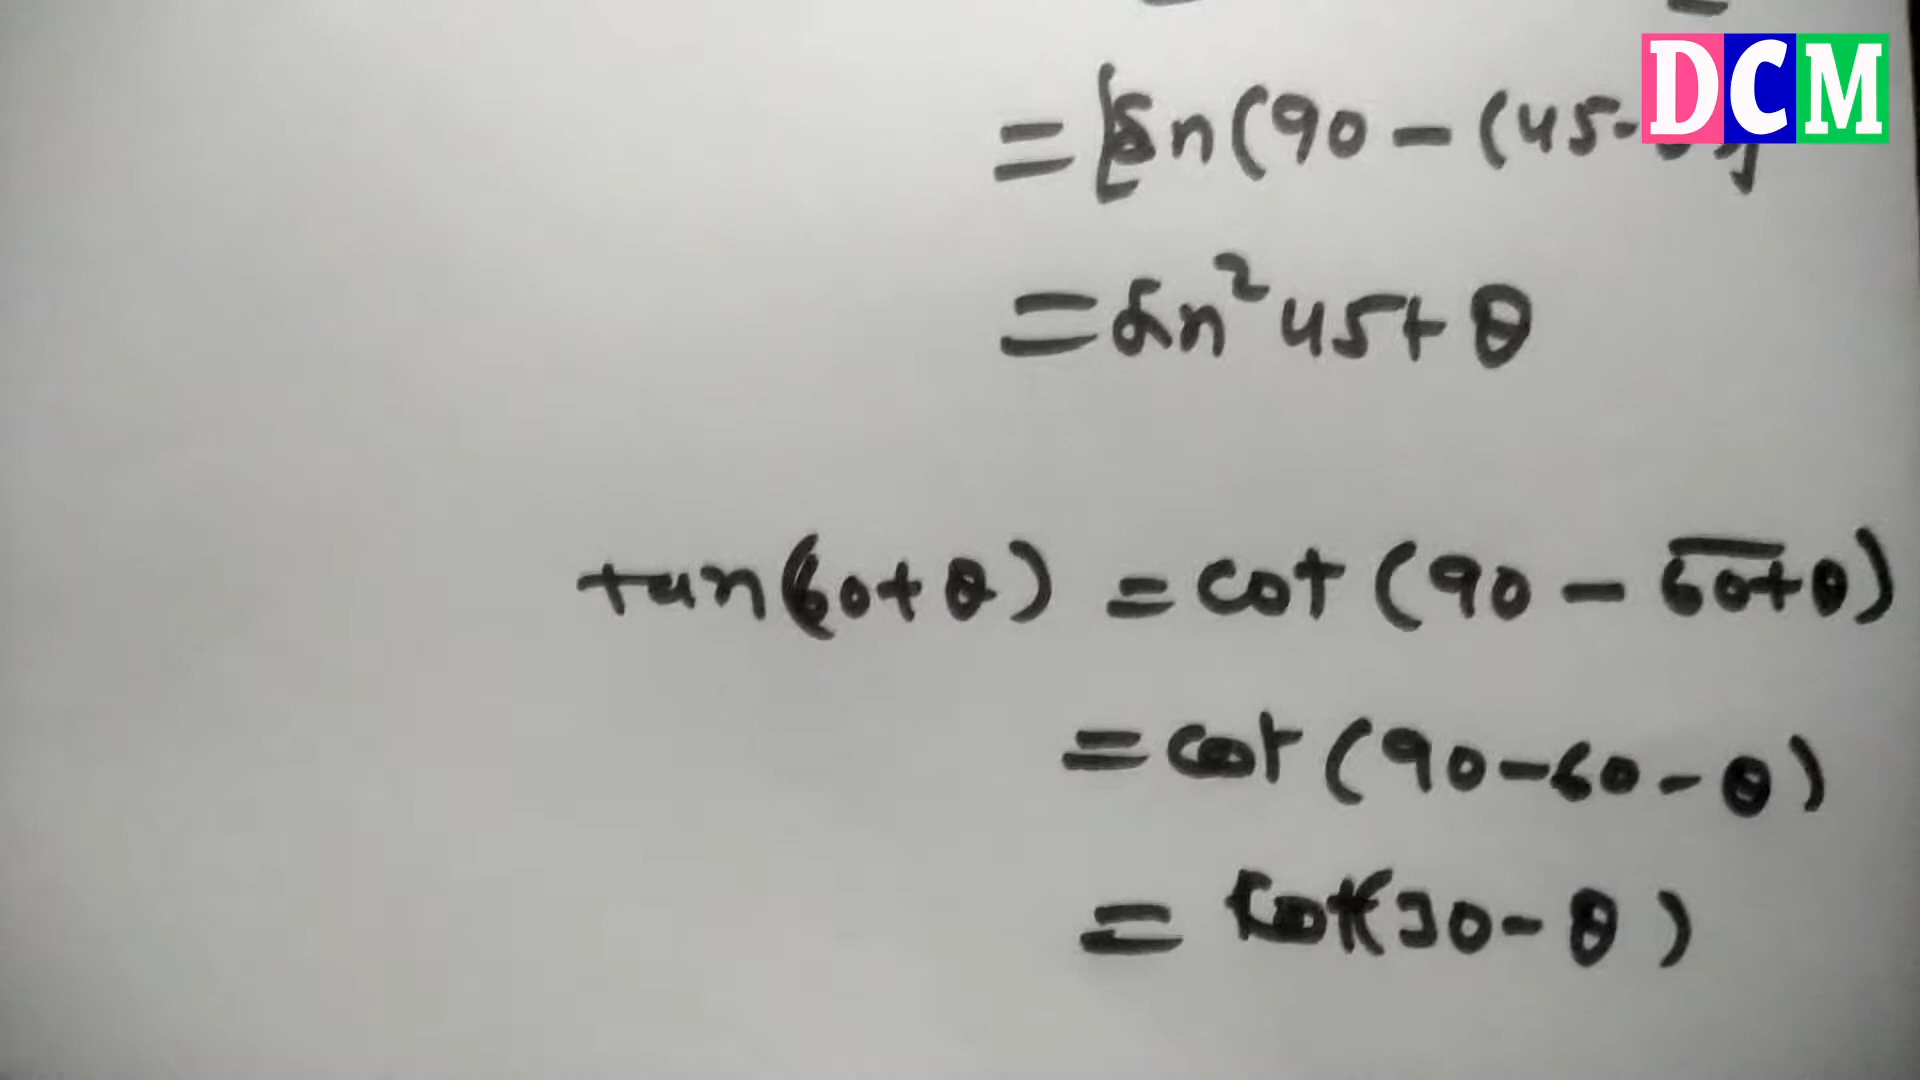 DCM
= [Sin(90 - (45-
= Sin² 45+ θ
tan(60+ θ) = cot (90 - 60+θ)
= cot (90-60-θ)
= cot(30-θ)